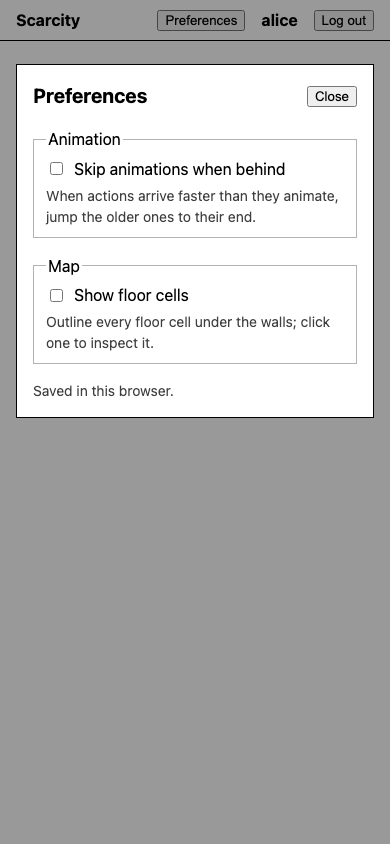 Scarcity Preferences alice Log out
Preferences Close
Animation
Skip animations when behind
When actions arrive faster than they animate,
jump the older ones to their end.
Map
Show floor cells
Outline every floor cell under the walls; click
one to inspect it.
Saved in this browser.